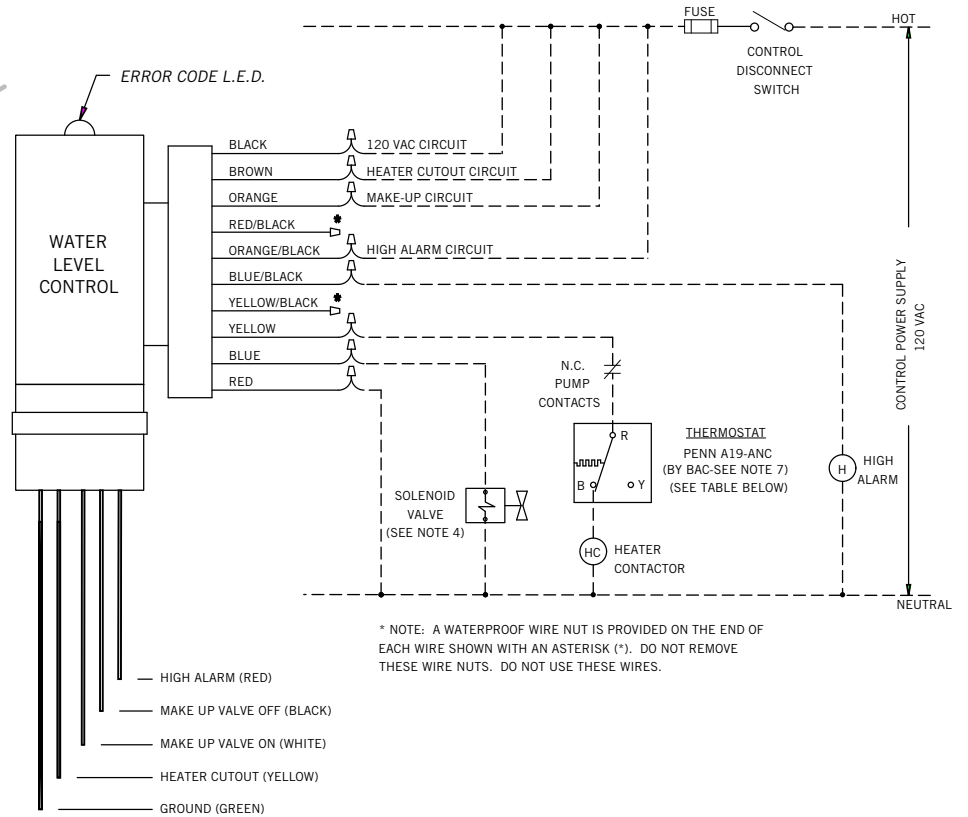 FUSE
HOT
CONTROL
DISCONNECT
SWITCH
ERROR CODE L.E.D.
WATER
LEVEL
CONTROL
BLACK
120 VAC CIRCUIT
BROWN
HEATER CUTOUT CIRCUIT
ORANGE
MAKE-UP CIRCUIT
RED/BLACK
*
ORANGE/BLACK
HIGH ALARM CIRCUIT
BLUE/BLACK
YELLOW/BLACK
*
YELLOW
BLUE
RED
CONTROL POWER SUPPLY
120 VAC
N.C.
PUMP
CONTACTS
R
B
Y
THERMOSTAT
PENN A19-ANC
(BY BAC-SEE NOTE 7)
(SEE TABLE BELOW)
H
HIGH
ALARM
SOLENOID
VALVE
(SEE NOTE 4)
HC
HEATER
CONTACTOR
NEUTRAL
* NOTE: A WATERPROOF WIRE NUT IS PROVIDED ON THE END OF
EACH WIRE SHOWN WITH AN ASTERISK (*). DO NOT REMOVE
THESE WIRE NUTS. DO NOT USE THESE WIRES.
HIGH ALARM (RED)
MAKE UP VALVE OFF (BLACK)
MAKE UP VALVE ON (WHITE)
HEATER CUTOUT (YELLOW)
GROUND (GREEN)